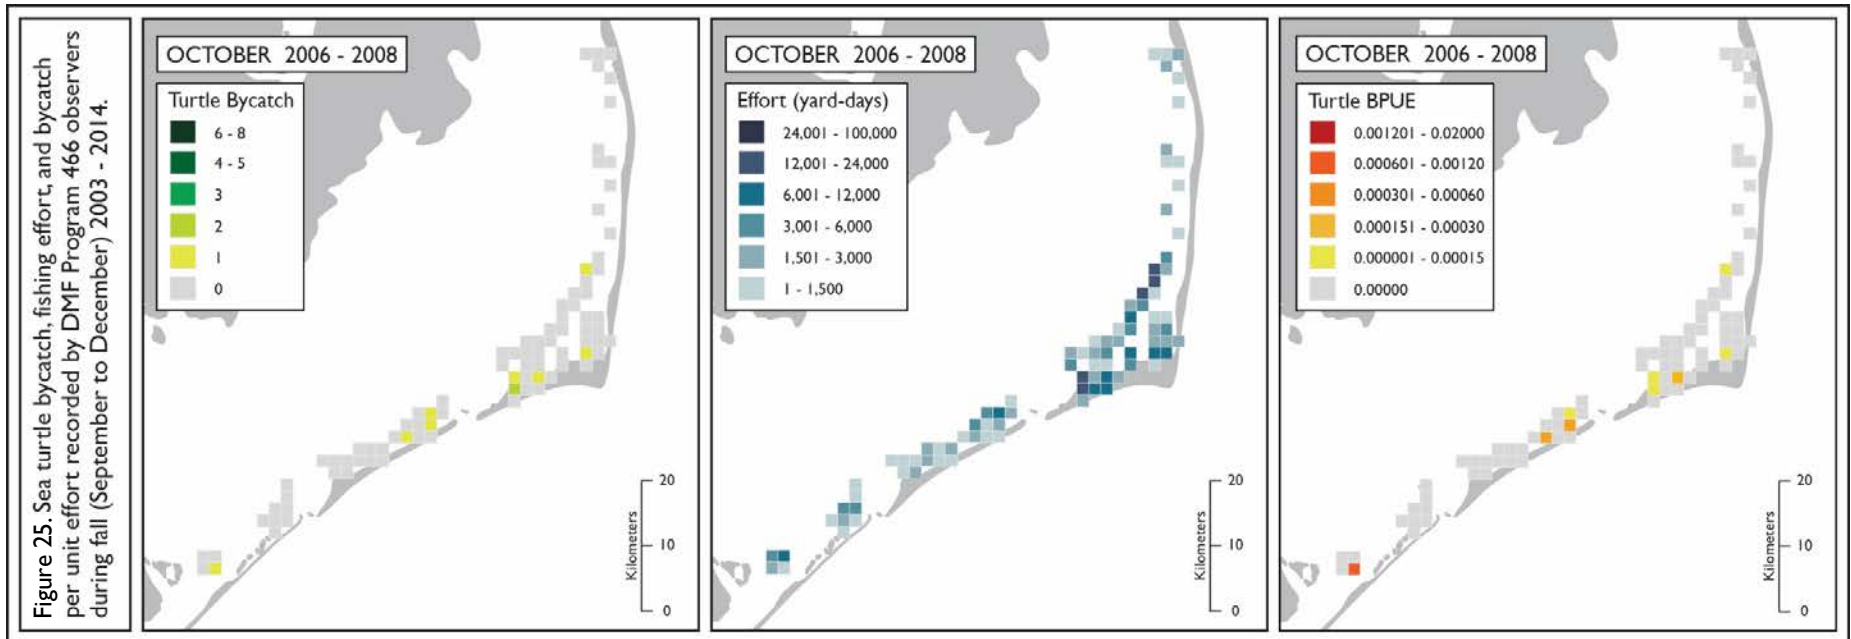 Figure 25. Sea turtle bycatch, fishing effort, and bycatch
per unit effort recorded by DMF Program 466 observers
during fall (September to December) 2003 - 2014.
OCTOBER 2006 - 2008
Turtle Bycatch
6 - 8
4 - 5
3
2
1
0
20
10
0
Kilometers
OCTOBER 2006 - 2008
Effort (yard-days)
24,001 - 100,000
12,001 - 24,000
6,001 - 12,000
3,001 - 6,000
1,501 - 3,000
1 - 1,500
20
10
0
Kilometers
OCTOBER 2006 - 2008
Turtle BPUE
0.001201 - 0.02000
0.000601 - 0.00120
0.000301 - 0.00060
0.000151 - 0.00030
0.000001 - 0.00015
0.00000
20
10
0
Kilometers